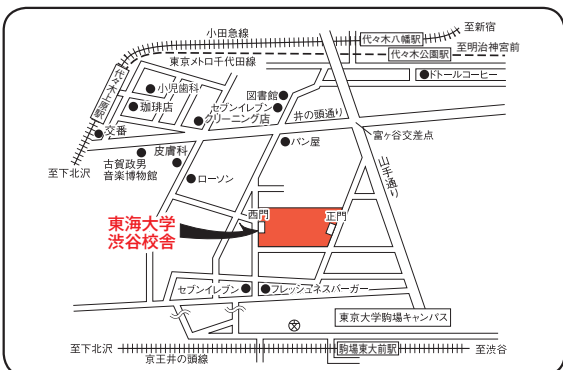 小田急線
至新宿
代々木八幡駅
代々木公園駅
至明治神宮前
東京メトロ千代田線
ドトールコーヒー
代々木上原駅
小児歯科
図書館
珈琲店
セブンイレブン
クリーニング店
井の頭通り
交番
富ヶ谷交差点
パン屋
皮膚科
古賀政男
音楽博物館
山手通り
至下北沢
ローソン
西門
正門
東海大学
渋谷校舎
セブンイレブン
フレッシュネスバーガー
東京大学駒場キャンパス
文
至下北沢
京王井の頭線
駒場東大前駅
至渋谷